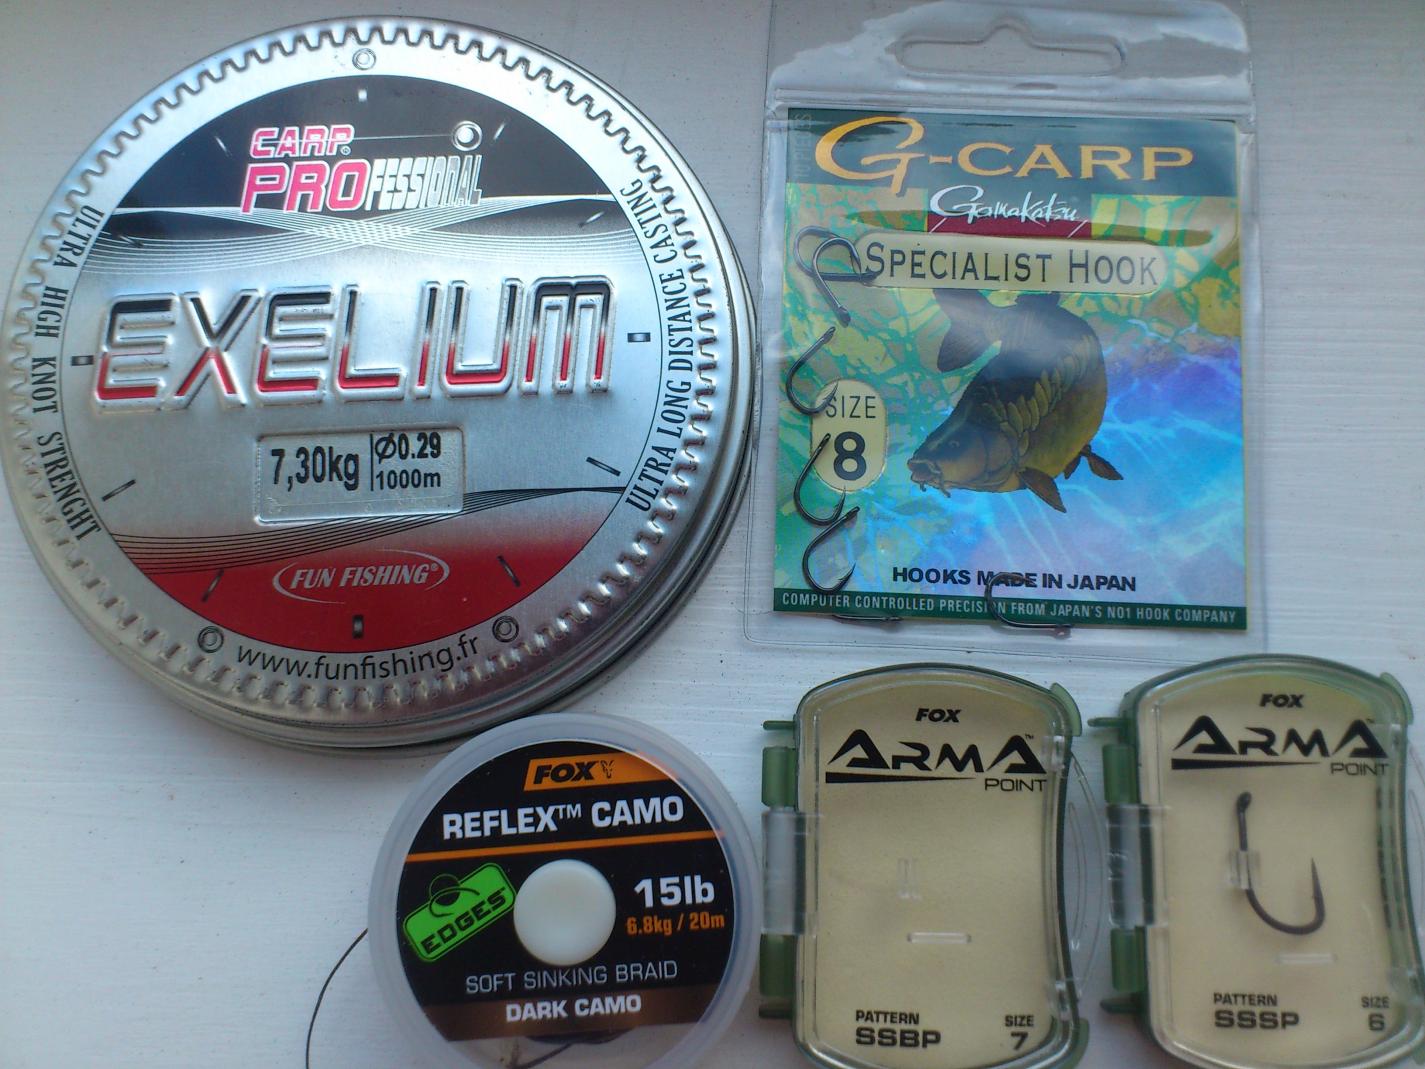 CARP
PROFESSIONAL
ULTRA HIGH KNOT STRENGHT
ULTRA LONG DISTANCE CASTING
EXELIUM
7,30kg
Ø0.29
1000m
FUN FISHING®
www.funfishing.fr
G-CARP
Gamakatsu
SPECIALIST HOOK
SIZE
8
HOOKS MADE IN JAPAN
COMPUTER CONTROLLED PRECISION FROM JAPAN'S NO1 HOOK COMPANY
FOX
REFLEX™ CAMO
EDGES
15lb
6.8kg / 20m
SOFT SINKING BRAID
DARK CAMO
FOX
ARMA™
POINT
PATTERN
SSBP
SIZE
7
FOX
ARMA™
POINT
PATTERN
SSSP
SIZE
6